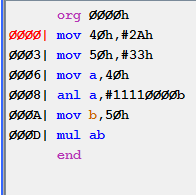 org 0000h
0000| mov 40h,#2Ah
0003| mov 50h,#33h
0006| mov a,40h
0008| anl a,#11110000b
000A| mov b,50h
000D| mul ab
end